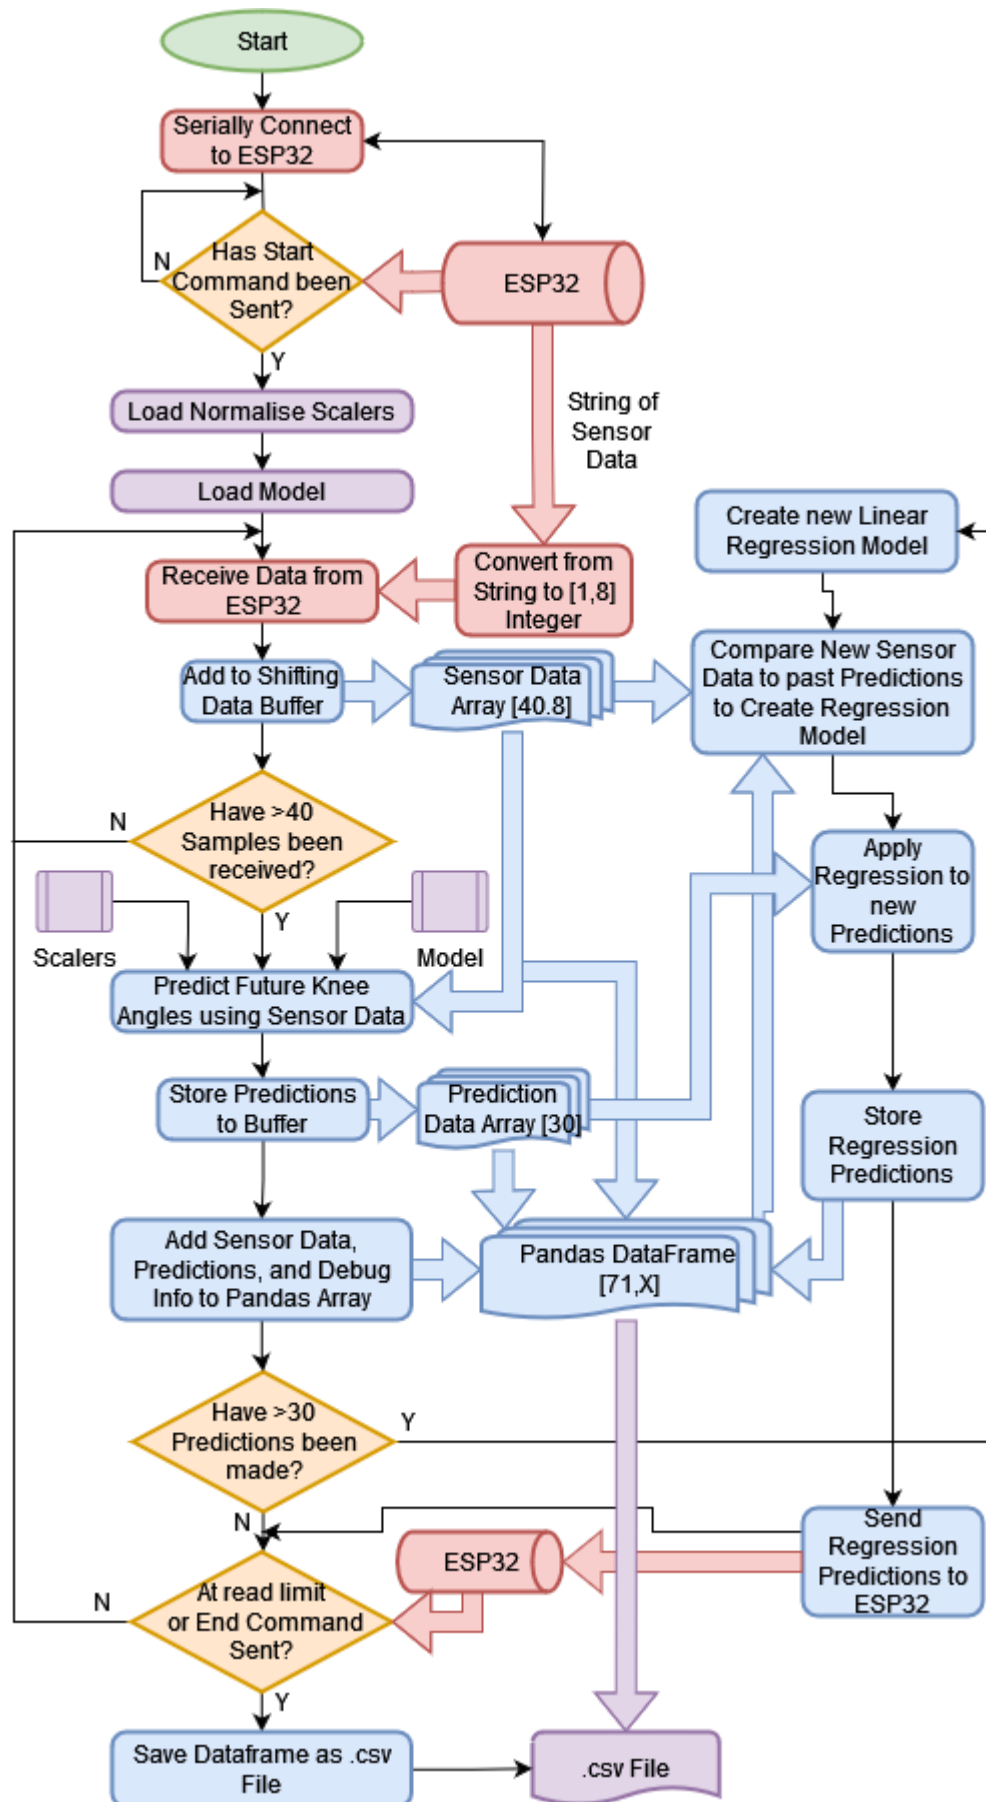 Start
Serially Connect
to ESP32
Has Start
Command been
Sent?
N
Y
ESP32
String of
Sensor
Data
Load Normalise Scalers
Load Model
Receive Data from
ESP32
Convert from
String to [1,8]
Integer
Create new Linear
Regression Model
Add to Shifting
Data Buffer
Sensor Data
Array [40.8]
Compare New Sensor
Data to past Predictions
to Create Regression
Model
Have >40
Samples been
received?
N
Y
Scalers
Model
Apply
Regression to
new
Predictions
Predict Future Knee
Angles using Sensor Data
Store Predictions
to Buffer
Prediction
Data Array [30]
Store
Regression
Predictions
Add Sensor Data,
Predictions, and Debug
Info to Pandas Array
Pandas DataFrame
[71,X]
Have >30
Predictions been
made?
Y
N
ESP32
Send
Regression
Predictions to
ESP32
At read limit
or End Command
Sent?
N
Y
Save Dataframe as .csv
File
.csv File